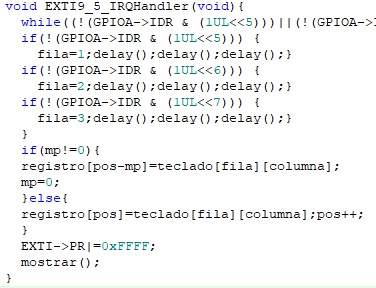 void EXTI9_5_IRQHandler(void){
while((!(GPIOA->IDR & (1UL<<5)))||(!(GPIOA->I
if(!(GPIOA->IDR & (1UL<<5))) {
fila=1;delay();delay();delay();}
if(!(GPIOA->IDR & (1UL<<6))) {
fila=2;delay();delay();delay();}
if(!(GPIOA->IDR & (1UL<<7))) {
fila=3;delay();delay();delay();}
}
if(mp!=0){
registro[pos-mp]=teclado[fila][columna];
mp=0;
}else{
registro[pos]=teclado[fila][columna];pos++;
}
EXTI->PR|=0xFFFF;
mostrar();
}